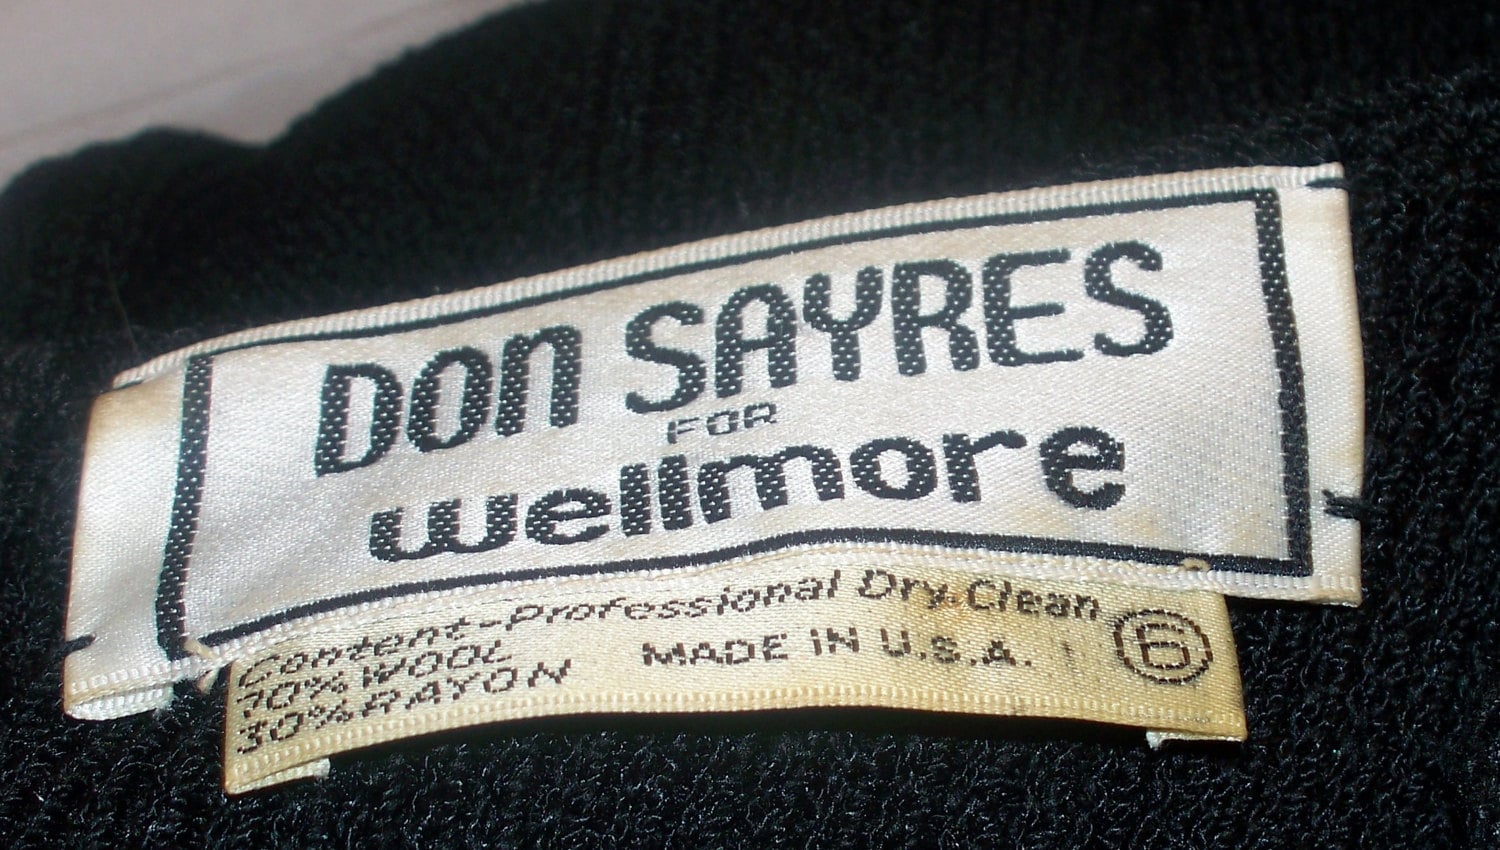 DON SAYRES
FOR
wellmore
Content-Professional Dry Clean
70% WOOL
30% RAYON
MADE IN U.S.A.
6